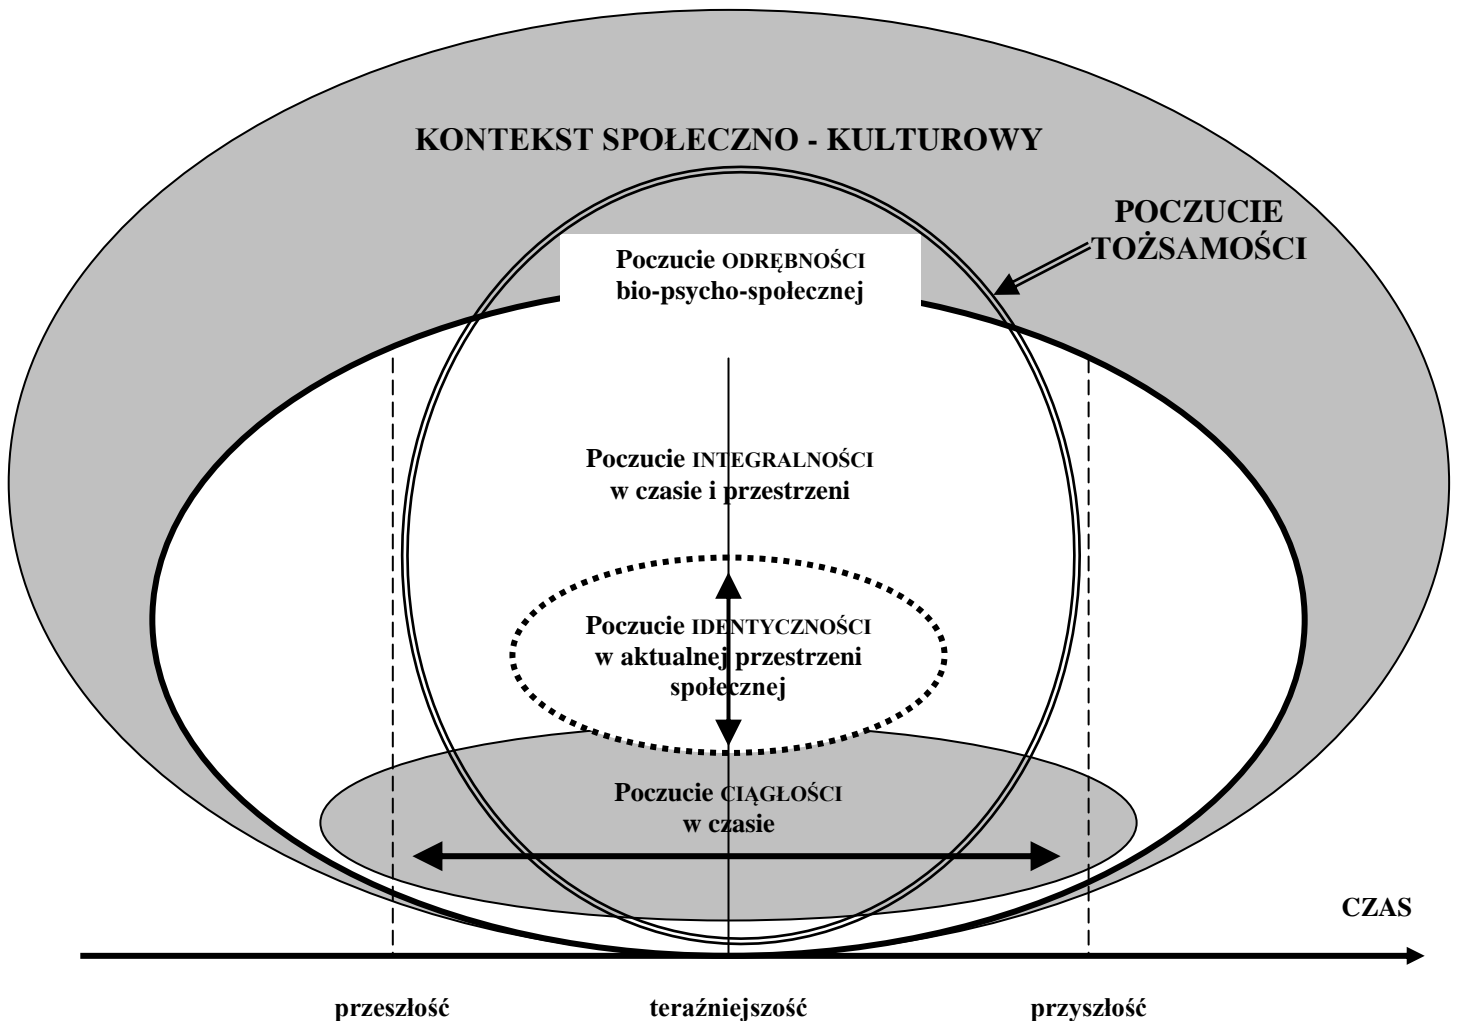 KONTEKST SPOŁECZNO - KULTUROWY
POCZUCIE
TOŻSAMOŚCI
Poczucie ODRĘBNOŚCI
bio-psycho-społecznej
Poczucie INTEGRALNOŚCI
w czasie i przestrzeni
Poczucie IDENTYCZNOŚCI
w aktualnej przestrzeni
społecznej
Poczucie CIĄGŁOŚCI
w czasie
CZAS
przeszłość teraźniejszość przyszłość